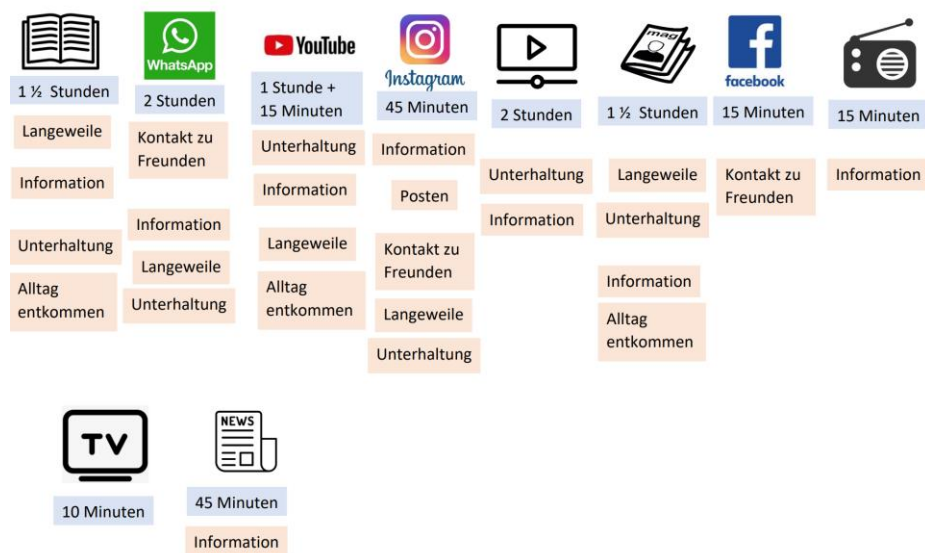 WhatsApp
YouTube
Instagram
mag
facebook
1 ½ Stunden
2 Stunden
1 Stunde +
15 Minuten
45 Minuten
2 Stunden
1 ½ Stunden
15 Minuten
15 Minuten
Langeweile
Information
Unterhaltung
Alltag
entkommen
Kontakt zu
Freunden
Information
Langeweile
Unterhaltung
Unterhaltung
Information
Langeweile
Alltag
entkommen
Information
Posten
Kontakt zu
Freunden
Langeweile
Unterhaltung
Unterhaltung
Information
Langeweile
Unterhaltung
Information
Alltag
entkommen
Kontakt zu
Freunden
Information
TV
10 Minuten
NEWS
45 Minuten
Information